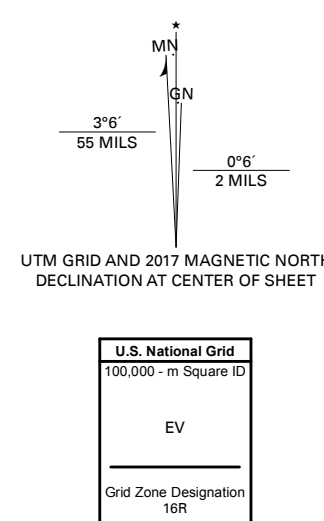 ★
MN
GN
3°6´
55 MILS
0°6´
2 MILS
UTM GRID AND 2017 MAGNETIC NORTH
DECLINATION AT CENTER OF SHEET
U.S. National Grid
100,000 - m Square ID
EV
Grid Zone Designation
16R